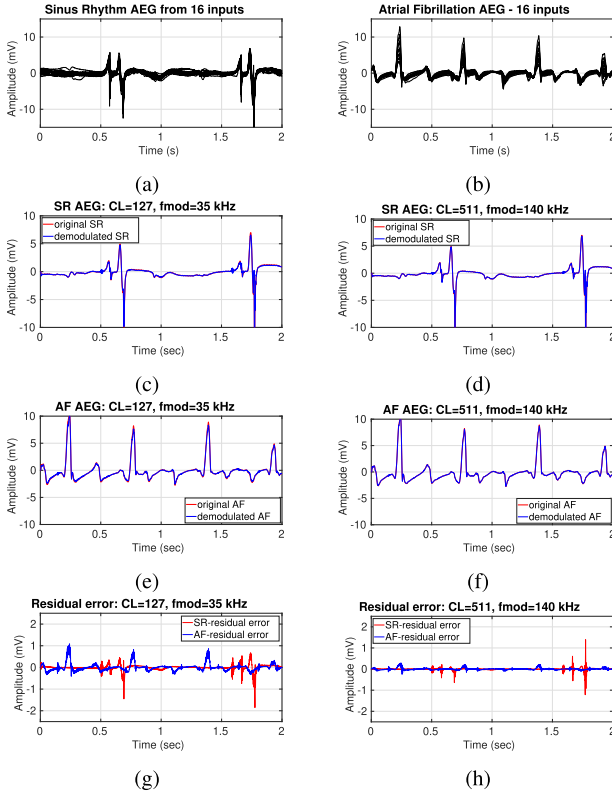 Sinus Rhythm AEG from 16 inputs
Amplitude (mV)
10
0
-10
0
0.5
1
1.5
2
Time (s)
(a)
Atrial Fibrillation AEG - 16 inputs
Amplitude (mV)
10
0
-10
0
0.5
1
1.5
2
Time (s)
(b)
SR AEG: CL=127, fmod=35 kHz
original SR
demodulated SR
Amplitude (mV)
10
5
0
-5
-10
0
0.5
1
1.5
2
Time (sec)
(c)
SR AEG: CL=511, fmod=140 kHz
original SR
demodulated SR
Amplitude (mV)
10
5
0
-5
-10
0
0.5
1
1.5
2
Time (sec)
(d)
AF AEG: CL=127, fmod=35 kHz
original AF
demodulated AF
Amplitude (mV)
10
5
0
-5
-10
0
0.5
1
1.5
2
Time (sec)
(e)
AF AEG: CL=511, fmod=140 kHz
original AF
demodulated AF
Amplitude (mV)
10
5
0
-5
-10
0
0.5
1
1.5
2
Time (sec)
(f)
Residual error: CL=127, fmod=35 kHz
SR-residual error
AF-residual error
Amplitude (mV)
2
1
0
-1
-2
0
0.5
1
1.5
2
Time (sec)
(g)
Residual error: CL=511, fmod=140 kHz
SR-residual error
AF-residual error
Amplitude (mV)
2
1
0
-1
-2
0
0.5
1
1.5
2
Time (sec)
(h)